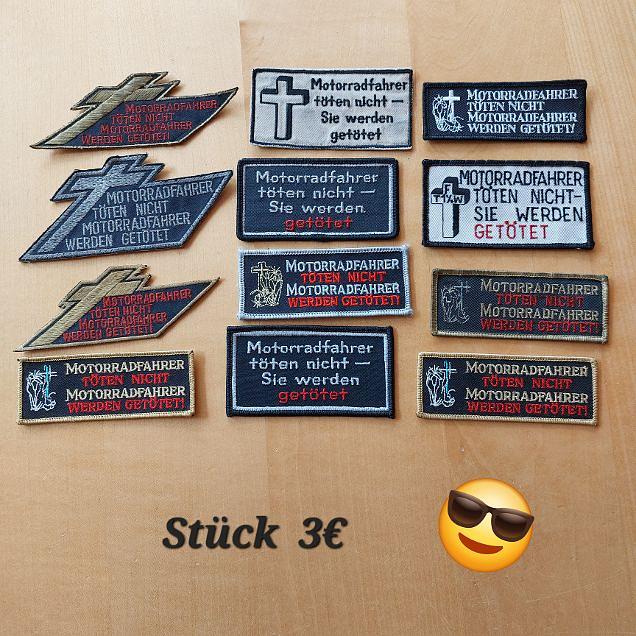 MOTORRADFAHRER
TÖTEN NICHT
MOTORRADFAHRER
WERDEN GETÖTET!
MOTORRADFAHRER
TÖTEN NICHT
MOTORRADFAHRER
WERDEN GETÖTET
MOTORRADFAHRER
TÖTEN NICHT
MOTORRADFAHRER
WERDEN GETÖTET!
MOTORRADFAHRER
TÖTEN NICHT
MOTORRADFAHRER
WERDEN GETÖTET!
Motorradfahrer
töten nicht —
Sie werden
getötet
Motorradfahrer
töten nicht —
Sie werden
getötet
MOTORRADFAHRER
TÖTEN NICHT
MOTORRADFAHRER
WERDEN GETÖTET!
Motorradfahrer
töten nicht —
Sie werden
getötet
MOTORRADFAHRER
TÖTEN NICHT
MOTORRADFAHRER
WERDEN GETÖTET!
MOTORRADFAHRER
TÖTEN NICHT-
SIE WERDEN
GETÖTET
MOTORRADFAHRER
TÖTEN NICHT
MOTORRADFAHRER
WERDEN GETÖTET!
MOTORRADFAHRER
TÖTEN NICHT
MOTORRADFAHRER
WERDEN GETÖTET!
Stück 3€